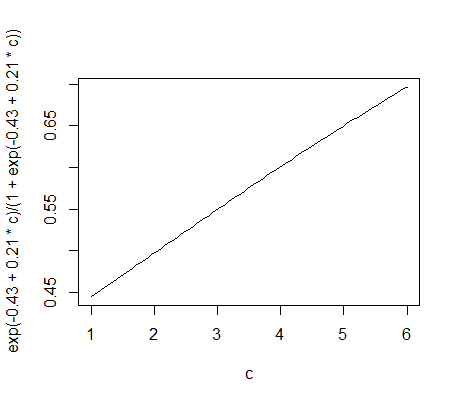 exp(-0.43 + 0.21 * c)/(1 + exp(-0.43 + 0.21 * c))
0.65
0.55
0.45
1 2 3 4 5 6
c